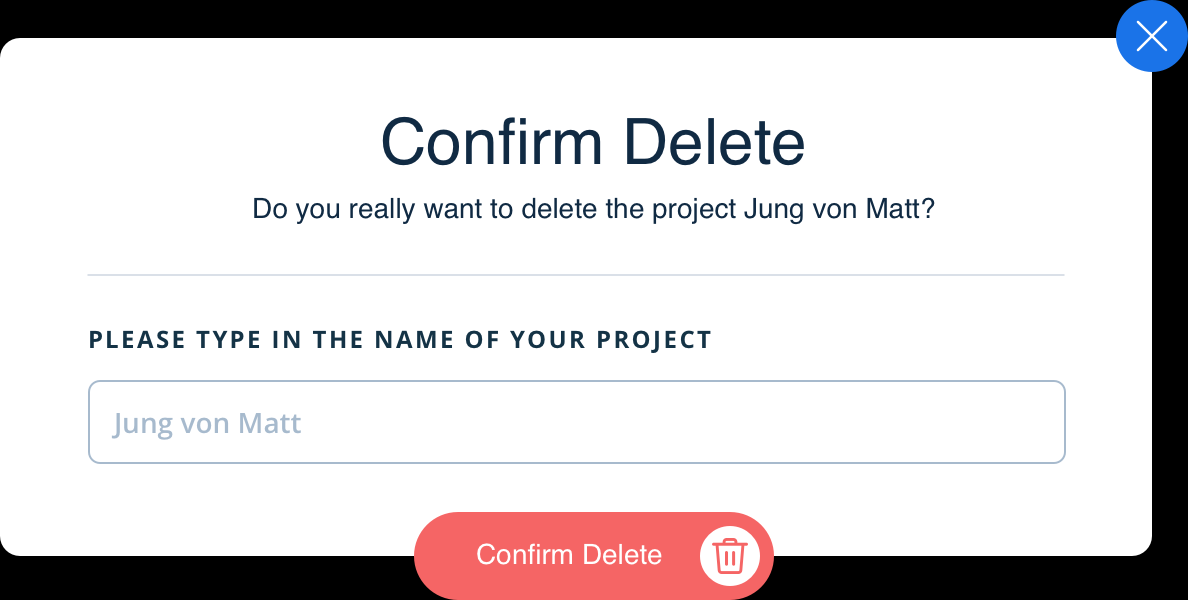 Confirm Delete
Do you really want to delete the project Jung von Matt?
PLEASE TYPE IN THE NAME OF YOUR PROJECT
Jung von Matt
Confirm Delete